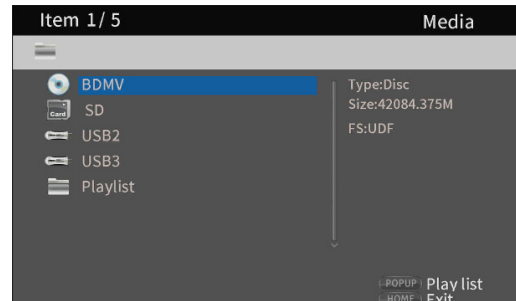 Item 1/5
Media
BDMV
SD
Card
USB2
USB3
Playlist
Type:Disc
Size:42084.375M
FS:UDF
POPUP Play list
HOME Exit